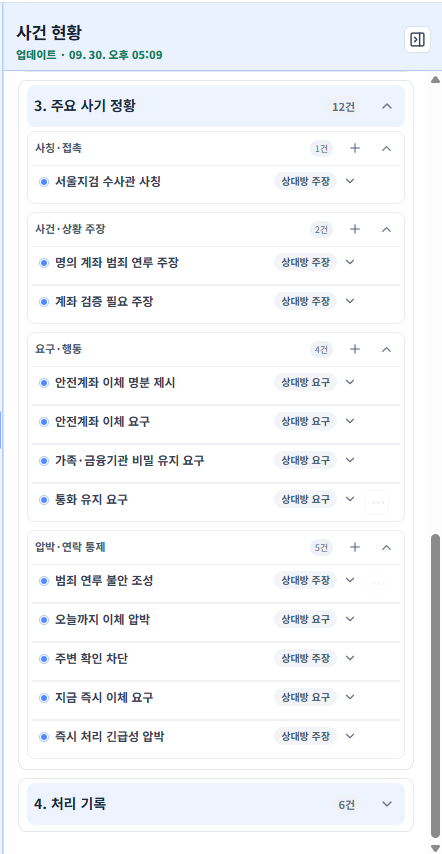 사건 현황
업데이트 · 09. 30. 오후 05:09
3. 주요 사기 정황 12건
사칭·접촉 1건
서울지검 수사관 사칭 상대방 주장
사건·상황 주장 2건
명의 계좌 범죄 연루 주장 상대방 주장
계좌 검증 필요 주장 상대방 주장
요구·행동 4건
안전계좌 이체 명분 제시 상대방 요구
안전계좌 이체 요구 상대방 요구
가족·금융기관 비밀 유지 요구 상대방 요구
통화 유지 요구 상대방 요구
압박·연락 통제 5건
범죄 연루 불안 조성 상대방 주장
오늘까지 이체 압박 상대방 요구
주변 확인 차단 상대방 주장
지금 즉시 이체 요구 상대방 요구
즉시 처리 긴급성 압박 상대방 주장
4. 처리 기록 6건